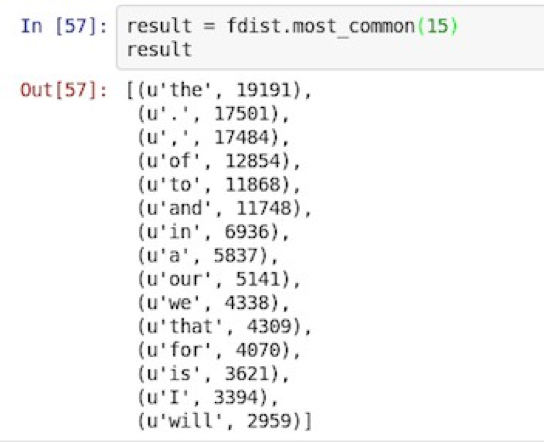 In [57]: result = fdist.most_common(15)
result
Out[57]: [(u'the', 19191),
(u'.', 17501),
(u',', 17484),
(u'of', 12854),
(u'to', 11868),
(u'and', 11748),
(u'in', 6936),
(u'a', 5837),
(u'our', 5141),
(u'we', 4338),
(u'that', 4309),
(u'for', 4070),
(u'is', 3621),
(u'I', 3394),
(u'will', 2959)]